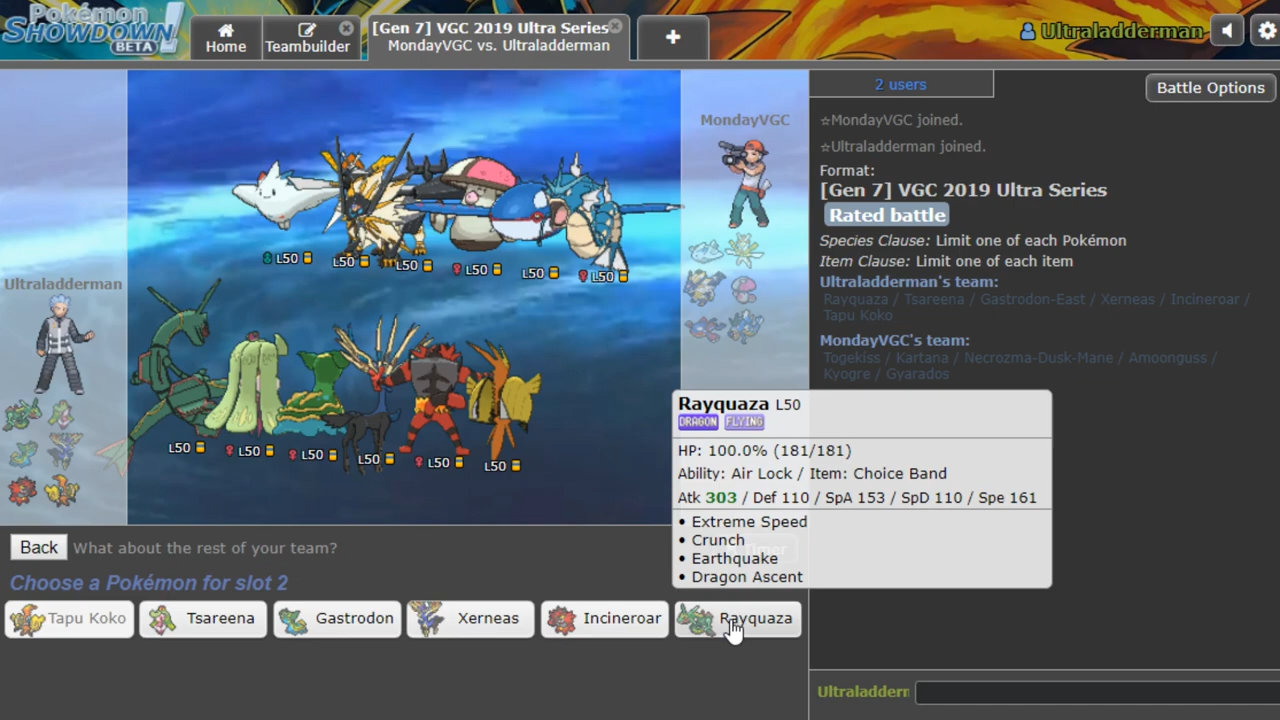 Pokémon
SHOWDOWN!
BETA
Home
Teambuilder
[Gen 7] VGC 2019 Ultra Series
MondayVGC vs. Ultraladderman
Ultraladderman
2 users
Battle Options
MondayVGC
☆MondayVGC joined.
☆Ultraladderman joined.
Format:
[Gen 7] VGC 2019 Ultra Series
Rated battle
Species Clause: Limit one of each Pokémon
Item Clause: Limit one of each item
Ultraladderman's team:
Rayquaza / Tsareena / Gastrodon-East / Xerneas / Incineroar /
Tapu Koko
MondayVGC's team:
Togekiss / Kartana / Necrozma-Dusk-Mane / Amoonguss /
Kyogre / Gyarados
L50
L50
L50
L50
L50
L50
Ultraladderman
L50
L50
L50
L50
L50
L50
Rayquaza L50
DRAGON FLYING
HP: 100.0% (181/181)
Ability: Air Lock / Item: Choice Band
Atk 303 / Def 110 / SpA 153 / SpD 110 / Spe 161
• Extreme Speed
• Crunch
• Earthquake
• Dragon Ascent
Back What about the rest of your team?
Choose a Pokémon for slot 2
Tapu Koko
Tsareena
Gastrodon
Xerneas
Incineroar
Rayquaza